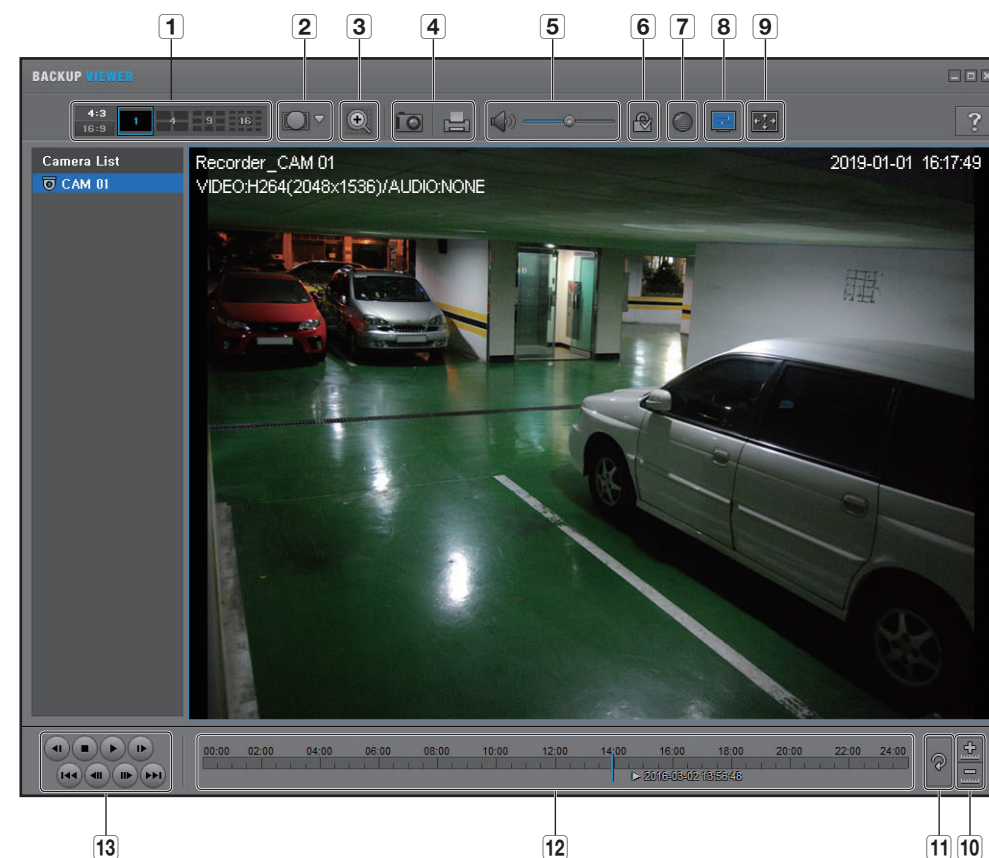 1 2 3 4 5 6 7 8 9
BACKUP VIEWER
4:3
16:9
1 4 9 16
?
Camera List
CAM 01
Recorder_CAM 01
2019-01-01 16:17:49
VIDEO:H264(2048x1536)/AUDIO:NONE
00:00 02:00 04:00 06:00 08:00 10:00 12:00 14:00 16:00 18:00 20:00 22:00 24:00
2016-03-02 13:56:48
13 12 11 10